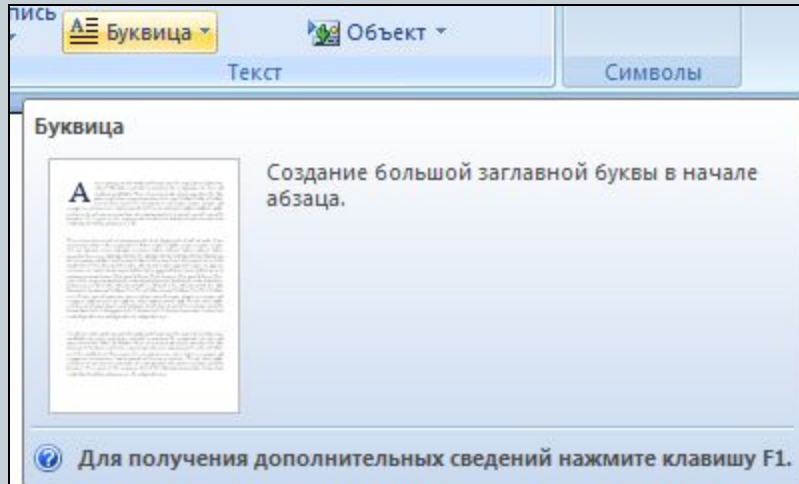 пись
Буквица
Объект
Текст
Символы
Буквица
A
Создание большой заглавной буквы в начале
абзаца.
Для получения дополнительных сведений нажмите клавишу F1.